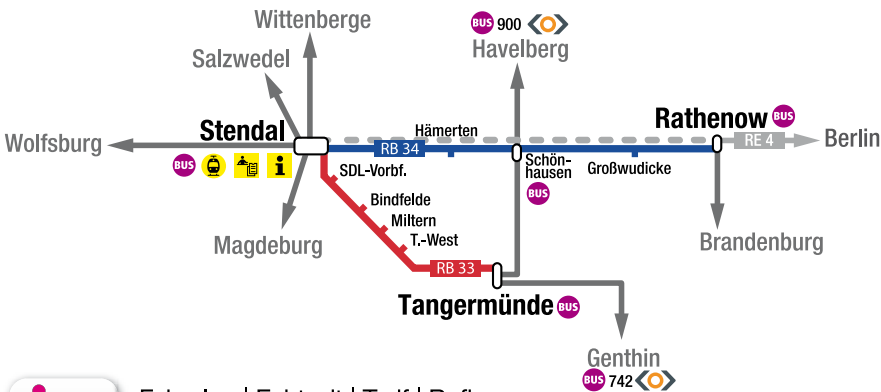 Wittenberge
BUS 900
Havelberg
Salzwedel
Rathenow BUS
Stendal
Hämerten
Wolfsburg
RB 34
RE 4
Berlin
BUS
i
SDL-Vorbf.
Schön-
hausen
BUS
Großwudicke
Bindfelde
Miltern
T.-West
Magdeburg
Brandenburg
RB 33
Tangermünde BUS
Genthin
BUS 742